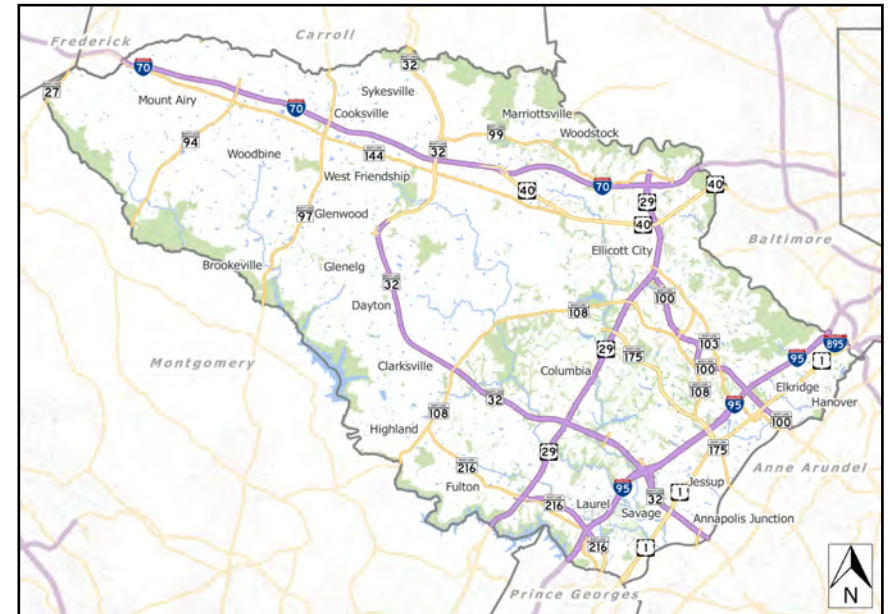 Frederick
Carroll
70
32
27
Mount Airy
Sykesville
70
Cooksville
Marriottsville
99
Woodstock
94
Woodbine
144
32
West Friendship
40
70
40
29
97
Glenwood
40
Ellicott City
Baltimore
Brookeville
Glenelg
32
100
Dayton
108
103
895
Montgomery
29
175
95
1
Clarksville
Columbia
100
Elkridge
32
108
Hanover
108
95
100
Highland
29
175
Anne Arundel
216
Fulton
95
Jessup
1
216
Laurel
32
Savage
Annapolis Junction
216
1
Prince Georges
N